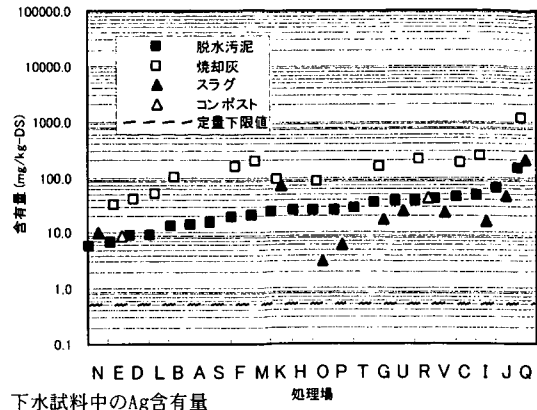 100000.0
10000.0
1000.0
100.0
10.0
1.0
0.1
含有量 (mg/kg-DS)
脱水汚泥
焼却灰
スラグ
コンポスト
定量下限値
N E D L B A S F M K H O P T G U R V C I J Q
処理場
下水試料中のAg含有量